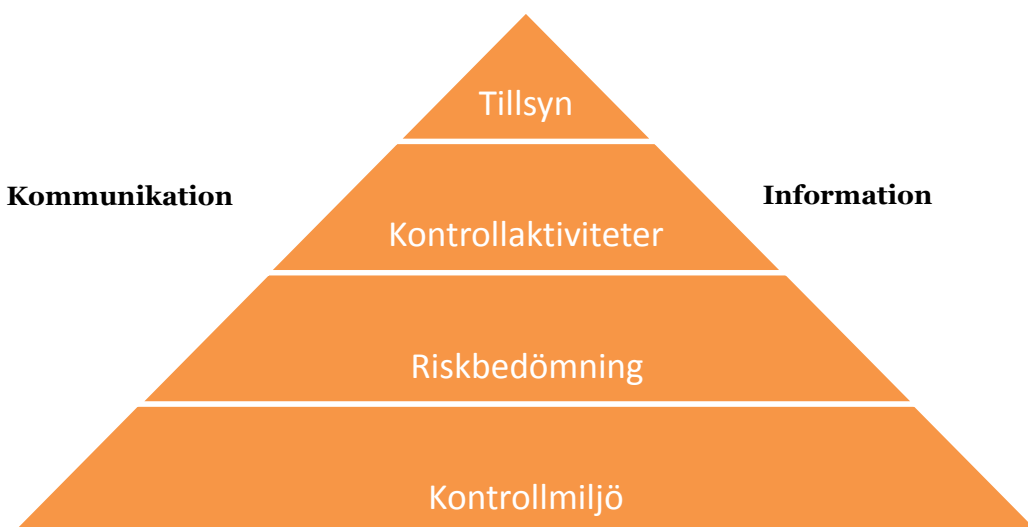 Tillsyn
Kommunikation
Information
Kontrollaktiviteter
Riskbedömning
Kontrollmiljö